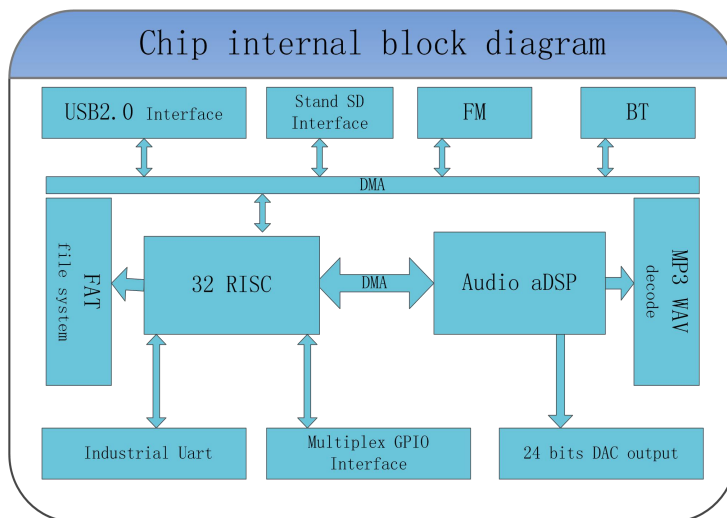 Chip internal block diagram
USB2.0 Interface
Stand SD
Interface
FM
BT
DMA
FAT
file system
32 RISC
DMA
Audio aDSP
MP3 WAV
decode
Industrial Uart
Multiplex GPIO
Interface
24 bits DAC output